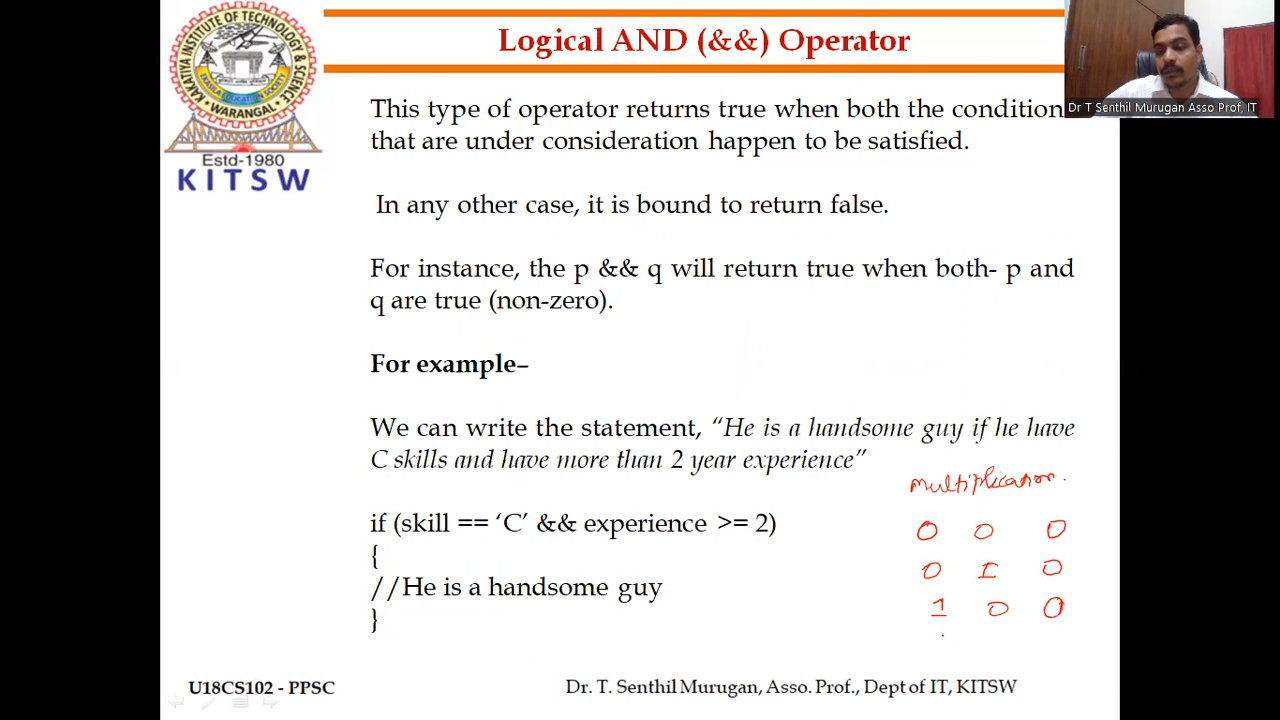 KAKATIYA INSTITUTE OF TECHNOLOGY & SCIENCE
WARANGAL
Estd-1980
KITSW
Logical AND (&&) Operator
Dr T Senthil Murugan Asso Prof, IT
This type of operator returns true when both the condition
that are under consideration happen to be satisfied.
In any other case, it is bound to return false.
For instance, the p && q will return true when both- p and
q are true (non-zero).
For example–
We can write the statement, “He is a handsome guy if he have
C skills and have more than 2 year experience”
multiplication.
if (skill == ‘C’ && experience >= 2)
{
//He is a handsome guy
}
0 0 0
0 1 0
1 0 0
U18CS102 - PPSC
Dr. T. Senthil Murugan, Asso. Prof., Dept of IT, KITSW